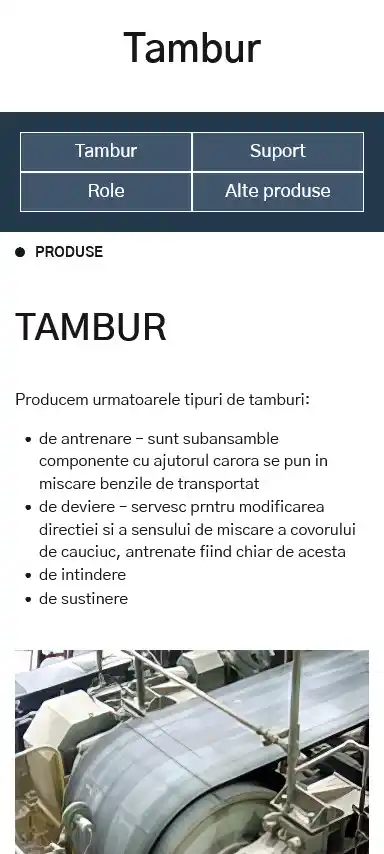 Tambur
Tambur
Suport
Role
Alte produse
PRODUSE
TAMBUR
Producem urmatoarele tipuri de tamburi:
• de antrenare – sunt subansamble
componente cu ajutorul carora se pun in
miscare benzile de transportat
• de deviere – servesc prntru modificarea
directiei si a sensului de miscare a covorului
de cauciuc, antrenate fiind chiar de acesta
• de intindere
• de sustinere